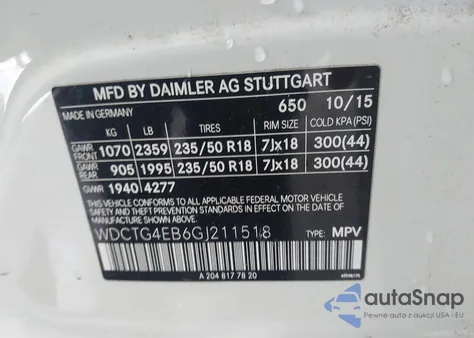 MFD BY DAIMLER AG STUTTGART
MADE IN GERMANY 650 10/15
KG LB TIRES RIM SIZE COLD KPA(PSI)
GAWR FRONT 1070 2359 235/50 R18 7Jx18 300(44)
GAWR REAR 905 1995 235/50 R18 7Jx18 300(44)
GVWR 1940 4277
THIS VEHICLE CONFORMS TO ALL APPLICABLE U.S. FEDERAL MOTOR
VEHICLE SAFETY AND THEFT PREVENTION STANDARDS IN EFFECT
ON THE DATE OF MANUFACTURE SHOWN ABOVE.
WDCTG4EB6GJ211518 TYPE: MPV
A 204 817 78 20
autoSnap
Pewne auta z USA i EU